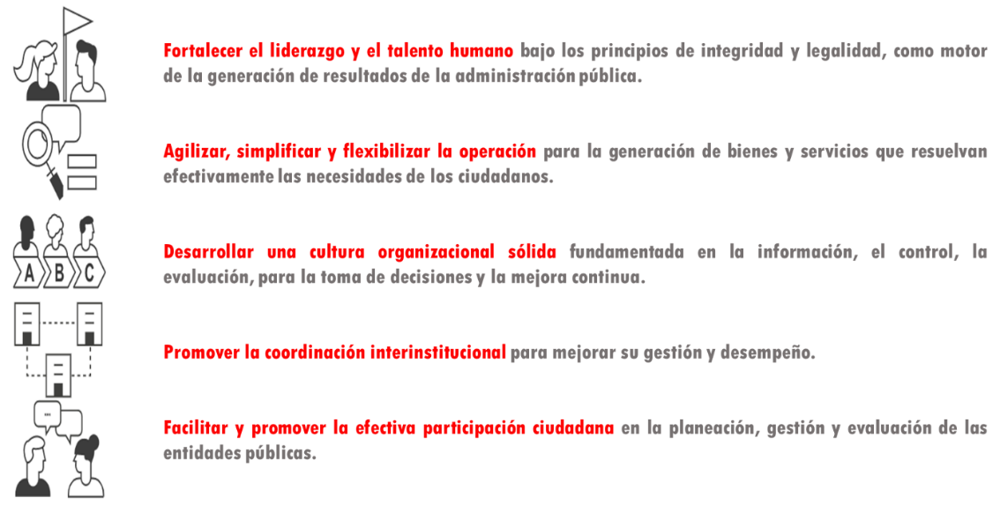 Fortalecer el liderazgo y el talento humano bajo los principios de integridad y legalidad, como motor
de la generación de resultados de la administración pública.
Agilizar, simplificar y flexibilizar la operación para la generación de bienes y servicios que resuelvan
efectivamente las necesidades de los ciudadanos.
A B C
Desarrollar una cultura organizacional sólida fundamentada en la información, el control, la
evaluación, para la toma de decisiones y la mejora continua.
Promover la coordinación interinstitucional para mejorar su gestión y desempeño.
Facilitar y promover la efectiva participación ciudadana en la planeación, gestión y evaluación de las
entidades públicas.